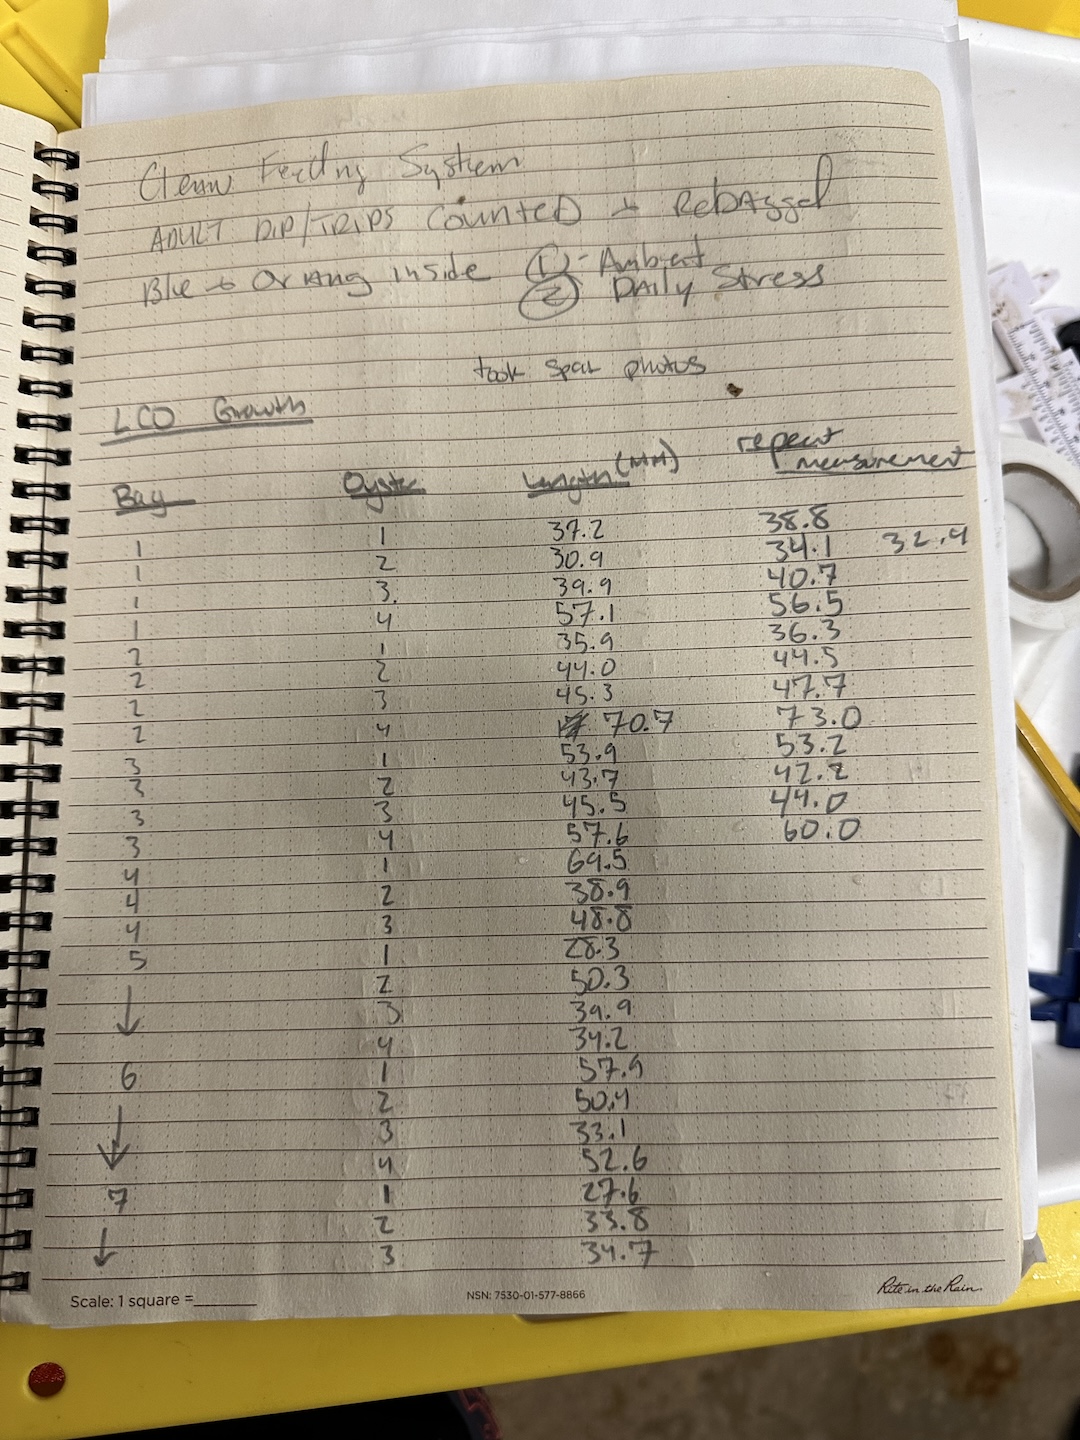 Clean Feeding System
ADULT DIP/TRIPS COUNTED + RebAgged
Blue + Orang inside ① - Ambient
② DAily Stress
took spat photos
LCO Growth
Bag Oyster Length (MM) repeat measurement
1 1 37.2 38.8
1 2 30.9 34.1 32.4
1 3. 39.9 40.7
1 4 57.1 56.5
2 1 35.9 36.3
2 2 44.0 44.5
2 3 45.3 47.7
2 4 70.7 73.0
3 1 53.9 53.2
3 2 43.7 42.2
3 3 45.5 44.0
3 4 57.6 60.0
4 1 69.5
4 2 38.9
4 3 48.8
5 1 28.3
2 50.3
3 39.9
4 34.2
6 1 57.9
2 50.4
3 33.1
4 52.6
7 1 27.6
2 33.8
3 34.7
Scale: 1 square =______ NSN: 7530-01-577-8866 Rite in the Rain